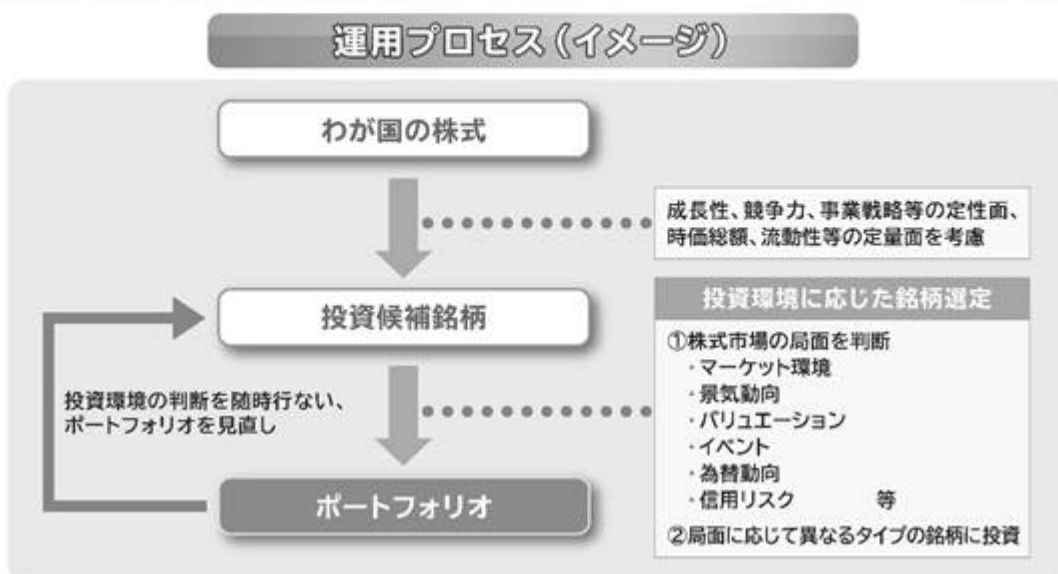 運用プロセス（イメージ）
わが国の株式
成長性、競争力、事業戦略等の定性面、
時価総額、流動性等の定量面を考慮
投資候補銘柄
投資環境に応じた銘柄選定
①株式市場の局面を判断
・マーケット環境
・景気動向
・バリュエーション
・イベント
・為替動向
・信用リスク 等
②局面に応じて異なるタイプの銘柄に投資
投資環境の判断を随時行ない、
ポートフォリオを見直し
ポートフォリオ